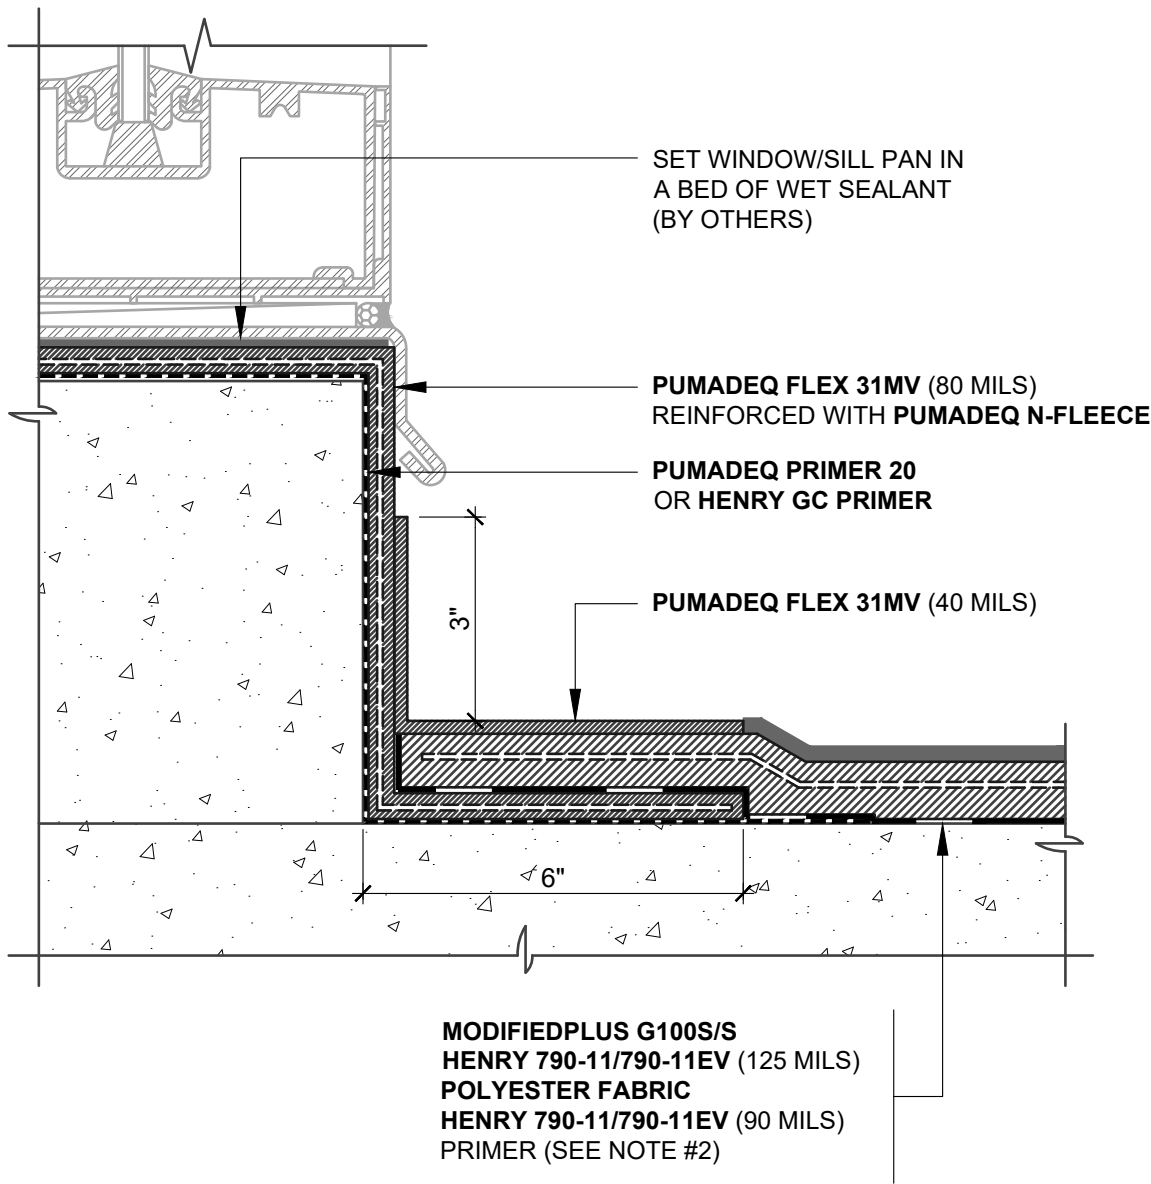 SET WINDOW/SILL PAN IN
A BED OF WET SEALANT
(BY OTHERS)
PUMADEQ FLEX 31MV (80 MILS)
REINFORCED WITH PUMADEQ N-FLEECE
PUMADEQ PRIMER 20
OR HENRY GC PRIMER
3"
PUMADEQ FLEX 31MV (40 MILS)
6"
MODIFIEDPLUS G100S/S
HENRY 790-11/790-11EV (125 MILS)
POLYESTER FABRIC
HENRY 790-11/790-11EV (90 MILS)
PRIMER (SEE NOTE #2)